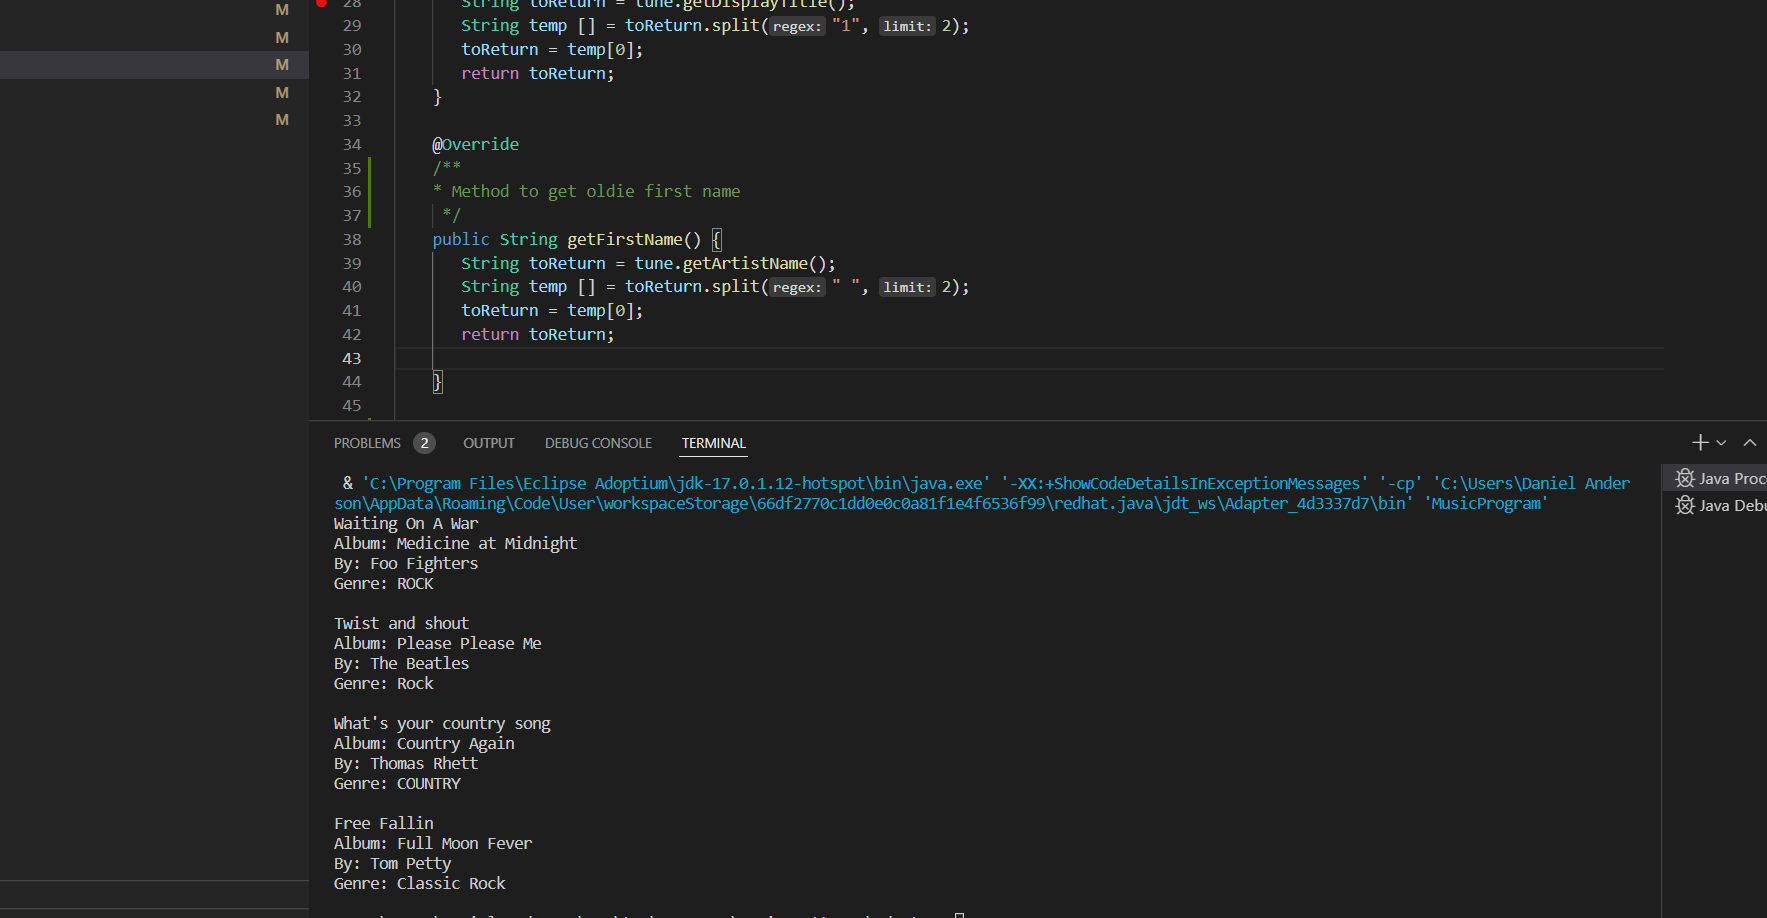 M
28 String toReturn = tune.getDisplayTitle();
M
29 String temp [] = toReturn.split(regex: "1", limit: 2);
30 toReturn = temp[0];
M
31 return toReturn;
M
32 }
M
33
34 @Override
35 /**
36 * Method to get oldie first name
37 */
38 public String getFirstName() {
39 String toReturn = tune.getArtistName();
40 String temp [] = toReturn.split(regex: " ", limit: 2);
41 toReturn = temp[0];
42 return toReturn;
43
44 }
45
PROBLEMS 2 OUTPUT DEBUG CONSOLE TERMINAL
& 'C:\Program Files\Eclipse Adoptium\jdk-17.0.1.12-hotspot\bin\java.exe' '-XX:+ShowCodeDetailsInExceptionMessages' '-cp' 'C:\Users\Daniel Ander
son\AppData\Roaming\Code\User\workspaceStorage\66df2770c1dd0e0c0a81f1e4f6536f99\redhat.java\jdt_ws\Adapter_4d3337d7\bin' 'MusicProgram'
Java Proc
Java Debu
Waiting On A War
Album: Medicine at Midnight
By: Foo Fighters
Genre: ROCK
Twist and shout
Album: Please Please Me
By: The Beatles
Genre: Rock
What's your country song
Album: Country Again
By: Thomas Rhett
Genre: COUNTRY
Free Fallin
Album: Full Moon Fever
By: Tom Petty
Genre: Classic Rock